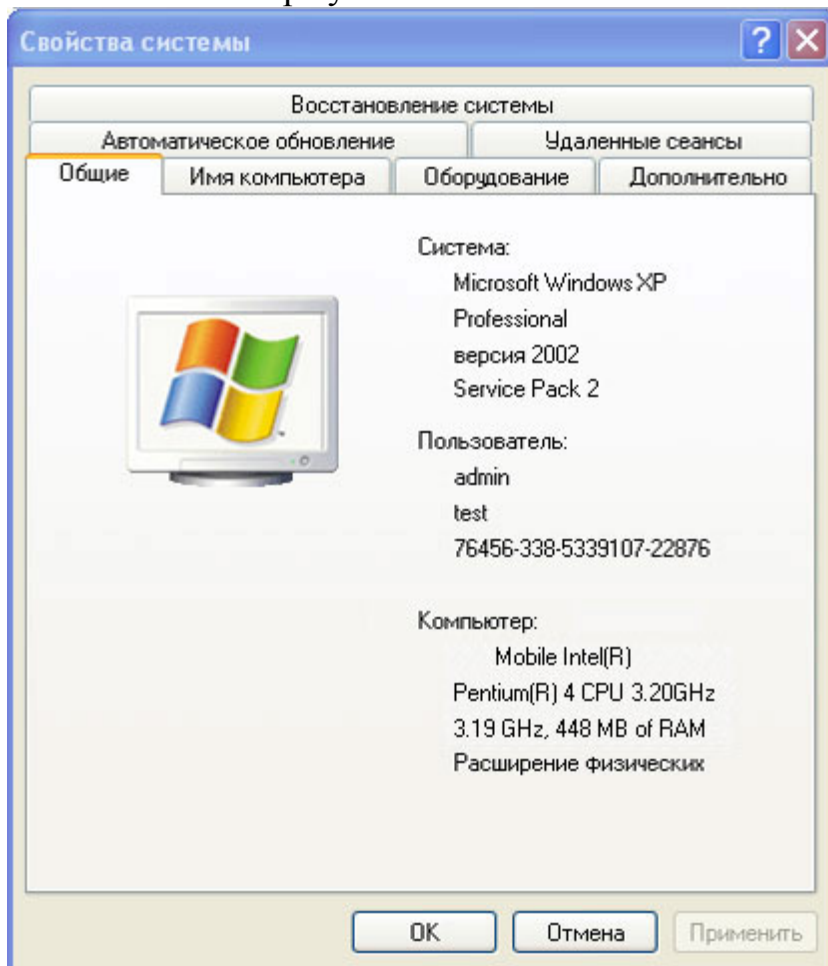 Свойства системы
Восстановление системы
Автоматическое обновление
Удаленные сеансы
Общие
Имя компьютера
Оборудование
Дополнительно
Система:
Microsoft Windows XP
Professional
версия 2002
Service Pack 2
Пользователь:
admin
test
76456-338-5339107-22876
Компьютер:
Mobile Intel(R)
Pentium(R) 4 CPU 3.20GHz
3.19 GHz, 448 MB of RAM
Расширение физических
OK
Отмена
Применить